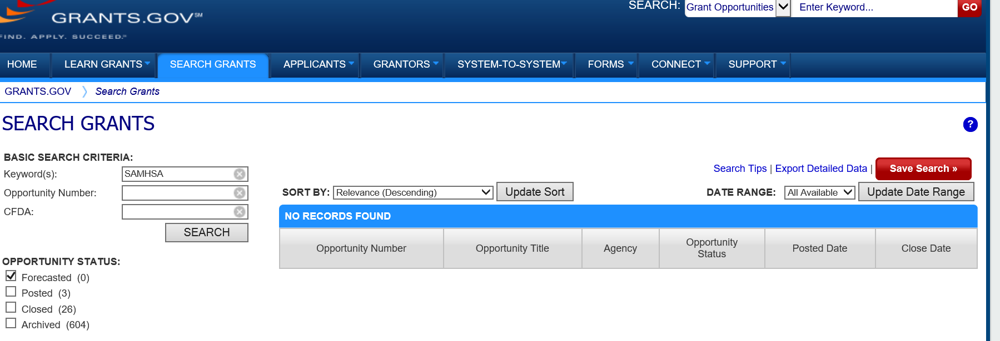 SEARCH: Grant Opportunities Enter Keyword... GO
GRANTS.GOV℠
FIND. APPLY. SUCCEED.™
HOME LEARN GRANTS SEARCH GRANTS APPLICANTS GRANTORS SYSTEM-TO-SYSTEM FORMS CONNECT SUPPORT
GRANTS.GOV 〉 Search Grants
SEARCH GRANTS
?
BASIC SEARCH CRITERIA:
Keyword(s): SAMHSA
Opportunity Number:
CFDA:
SEARCH
OPPORTUNITY STATUS:
Forecasted (0)
Posted (3)
Closed (26)
Archived (604)
Search Tips | Export Detailed Data | Save Search »
SORT BY: Relevance (Descending) Update Sort DATE RANGE: All Available Update Date Range
NO RECORDS FOUND
Opportunity Number Opportunity Title Agency Opportunity Status Posted Date Close Date